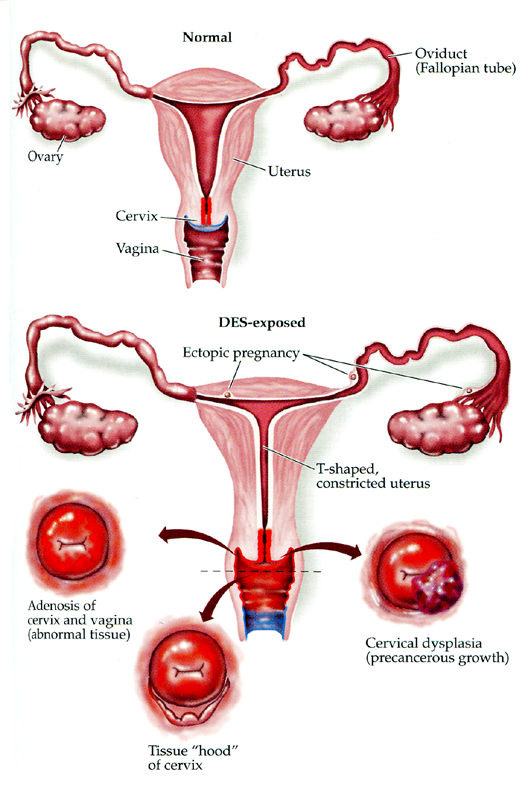 Normal
Oviduct
(Fallopian tube)
Ovary
Uterus
Cervix
Vagina
DES-exposed
Ectopic pregnancy
T-shaped,
constricted uterus
Adenosis of
cervix and vagina
(abnormal tissue)
Cervical dysplasia
(precancerous growth)
Tissue “hood”
of cervix